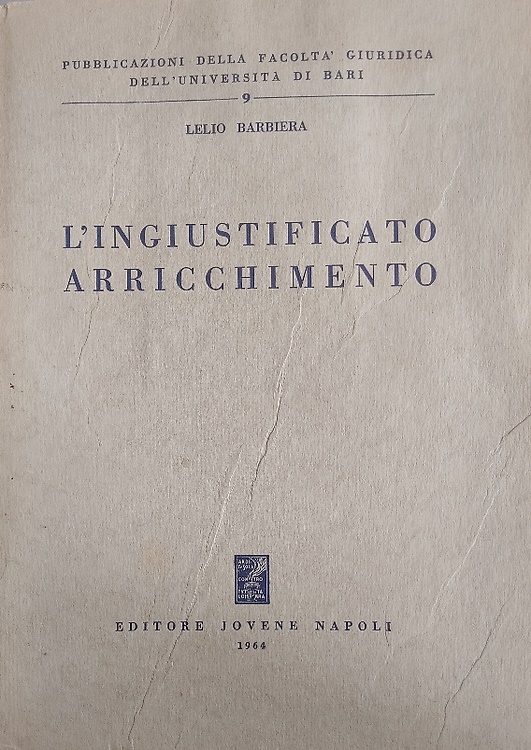 PUBBLICAZIONI DELLA FACOLTA' GIURIDICA
DELL'UNIVERSITÀ DI BARI
9
LELIO BARBIERA
L'INGIUSTIFICATO
ARRICCHIMENTO
EDITORE JOVENE NAPOLI
1964